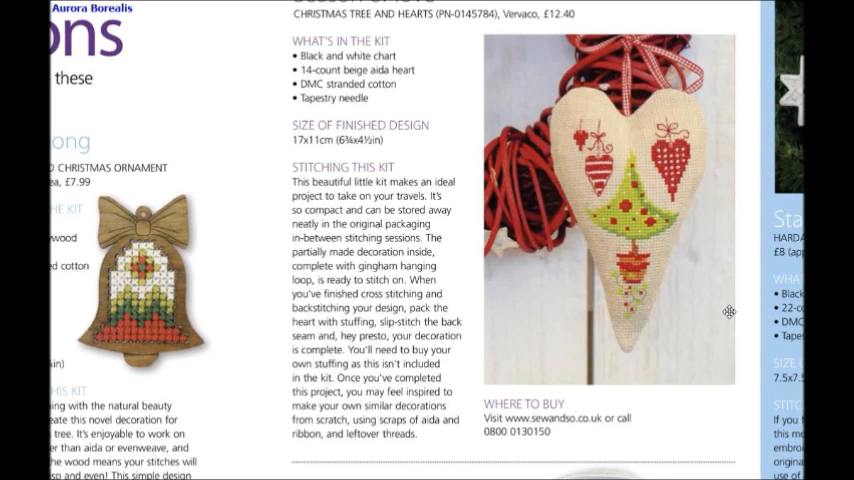 Aurora Borealis
ons
these
ong
CHRISTMAS ORNAMENT
ea, £7.99
HE KIT
wood
ed cotton
in)
HIS KIT
ing with the natural beauty
eate this novel decoration for
tree. It's enjoyable to work on
er than aida or evenweave, and
he wood means your stitches will
sp and even! This simple design
CHRISTMAS TREE AND HEARTS (PN-0145784), Vervaco, £12.40
WHAT'S IN THE KIT
• Black and white chart
• 14-count beige aida heart
• DMC stranded cotton
• Tapestry needle
SIZE OF FINISHED DESIGN
17x11cm (6¾x4½in)
STITCHING THIS KIT
This beautiful little kit makes an ideal
project to take on your travels. It's
so compact and can be stored away
neatly in the original packaging
in-between stitching sessions. The
partially made decoration inside,
complete with gingham hanging
loop, is ready to stitch on. When
you've finished cross stitching and
backstitching your design, pack the
heart with stuffing, slip-stitch the back
seam and, hey presto, your decoration
is complete. You'll need to buy your
own stuffing as this isn't included
in the kit. Once you've completed
this project, you may feel inspired to
make your own similar decorations
from scratch, using scraps of aida and
ribbon, and leftover threads.
WHERE TO BUY
Visit www.sewandso.co.uk or call
0800 0130150
Sta
HARDA
£8 (app
WHA
• Black
• 22-co
• DMC
• Tapes
SIZE O
7.5x7.5
STITC
If you
this me
embroi
origina
use of